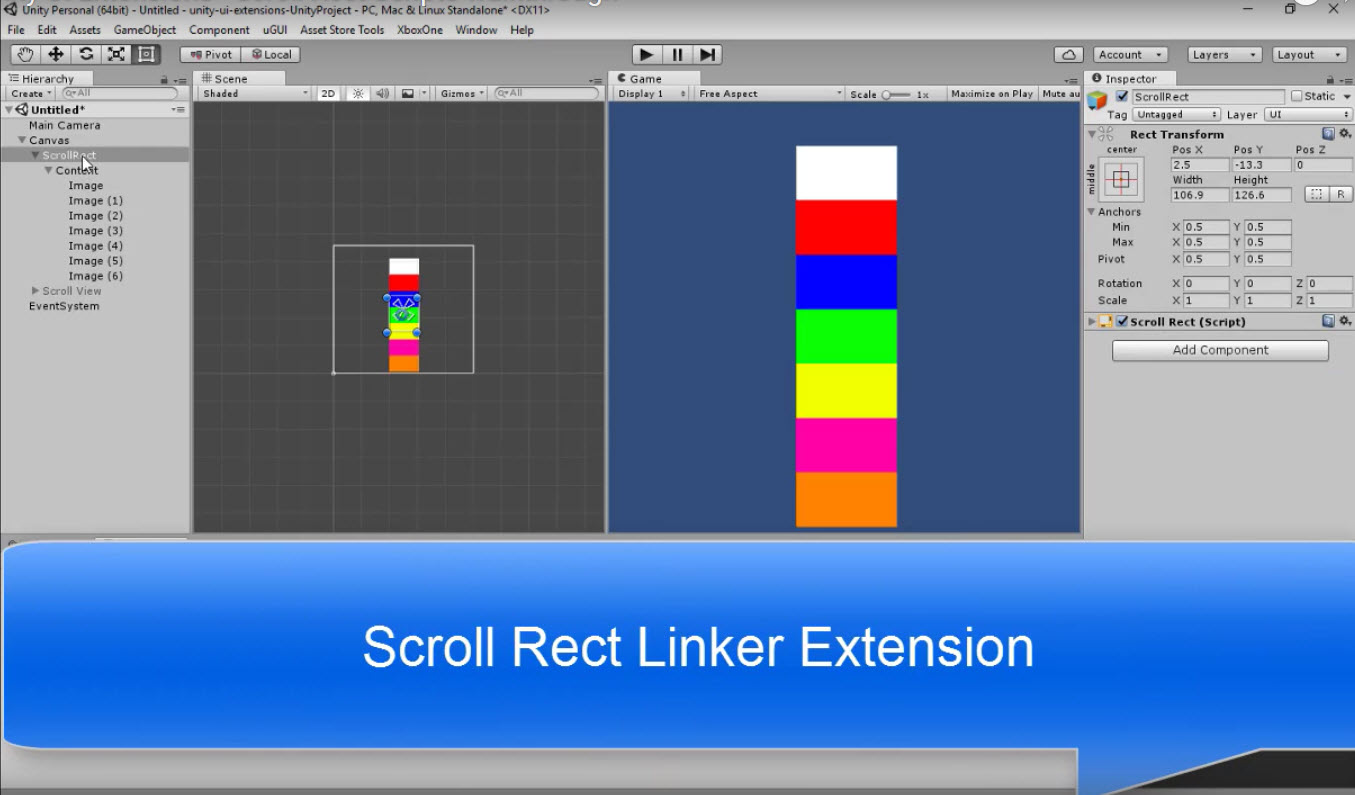 Unity Personal (64bit) - Untitled - unity-ui-extensions-UnityProject - PC, Mac & Linux Standalone* <DX11>
File Edit Assets GameObject Component uGUI Asset Store Tools XboxOne Window Help
Pivot Local Account Layers Layout
Hierarchy
Create All
Untitled*
Main Camera
Canvas
ScrollRect
Content
Image
Image (1)
Image (2)
Image (3)
Image (4)
Image (5)
Image (6)
Scroll View
EventSystem
Scene
Shaded 2D Gizmos All
Game
Display 1 Free Aspect Scale 1x Maximize on Play Mute au
Inspector
ScrollRect Static
Tag Untagged Layer UI
Rect Transform
center Pos X Pos Y Pos Z
middle 2.5 -13.3 0
Width Height
106.9 126.6 R
Anchors
Min X 0.5 Y 0.5
Max X 0.5 Y 0.5
Pivot X 0.5 Y 0.5
Rotation X 0 Y 0 Z 0
Scale X 1 Y 1 Z 1
Scroll Rect (Script)
Add Component
Scroll Rect Linker Extension